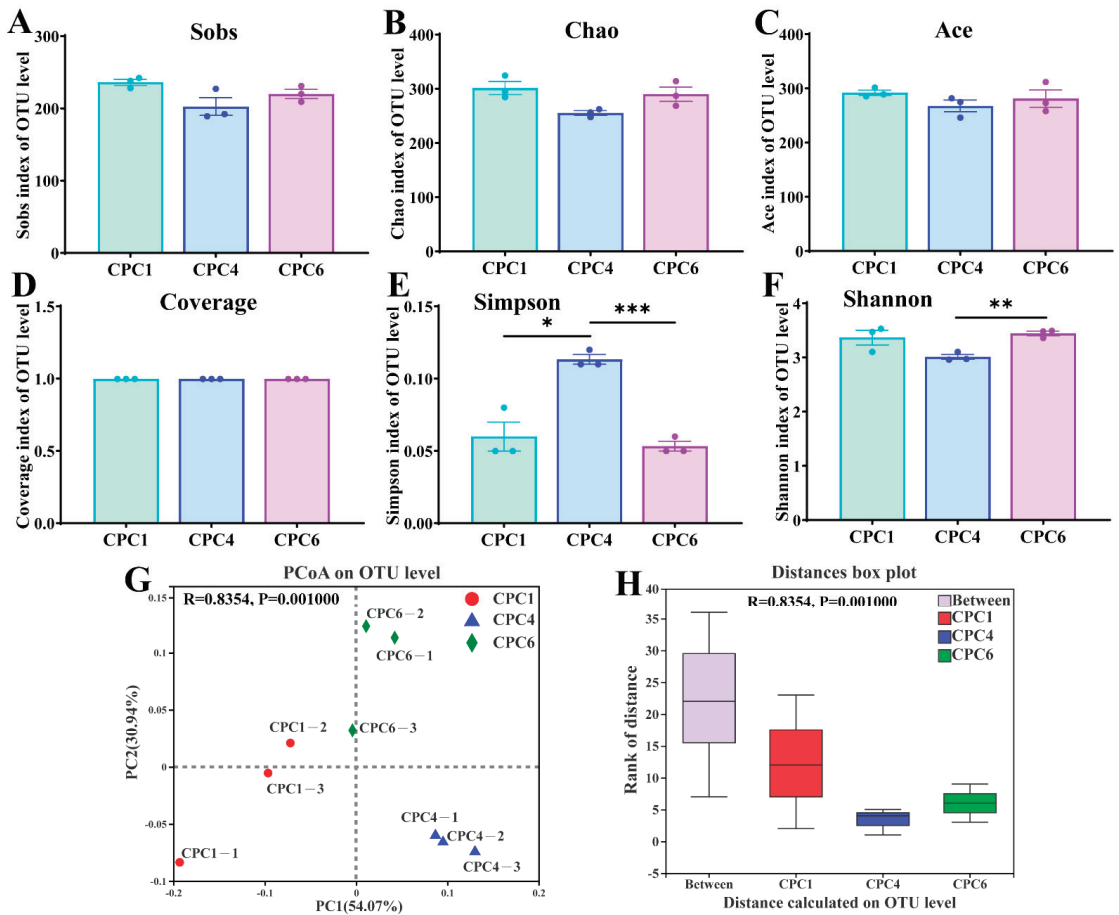 A
Sobs
Sobs index of OTU level
300
200
100
0
CPC1
CPC4
CPC6
B
Chao
Chao index of OTU level
400
300
200
100
0
CPC1
CPC4
CPC6
C
Ace
Ace index of OTU level
400
300
200
100
0
CPC1
CPC4
CPC6
D
Coverage
Coverage index of OTU level
1.5
1.0
0.5
0.0
CPC1
CPC4
CPC6
E
Simpson
Simpson index of OTU level
0.15
0.10
0.05
0.00
*
***
CPC1
CPC4
CPC6
F
Shannon
Shannon index of OTU level
4
3
2
1
0
**
CPC1
CPC4
CPC6
G
PCoA on OTU level
R=0.8354, P=0.001000
CPC1
CPC4
CPC6
PC2(30.94%)
0.15
0.1
0.05
0
-0.05
-0.1
CPC6−2
CPC6−1
CPC6−3
CPC1−2
CPC1−3
CPC1−1
CPC4−1
CPC4−2
CPC4−3
-0.2
-0.1
0
0.1
0.2
PC1(54.07%)
H
Distances box plot
R=0.8354, P=0.001000
Between
CPC1
CPC4
CPC6
Rank of distance
40
35
30
25
20
15
10
5
0
-5
Between
CPC1
CPC4
CPC6
Distance calculated on OTU level